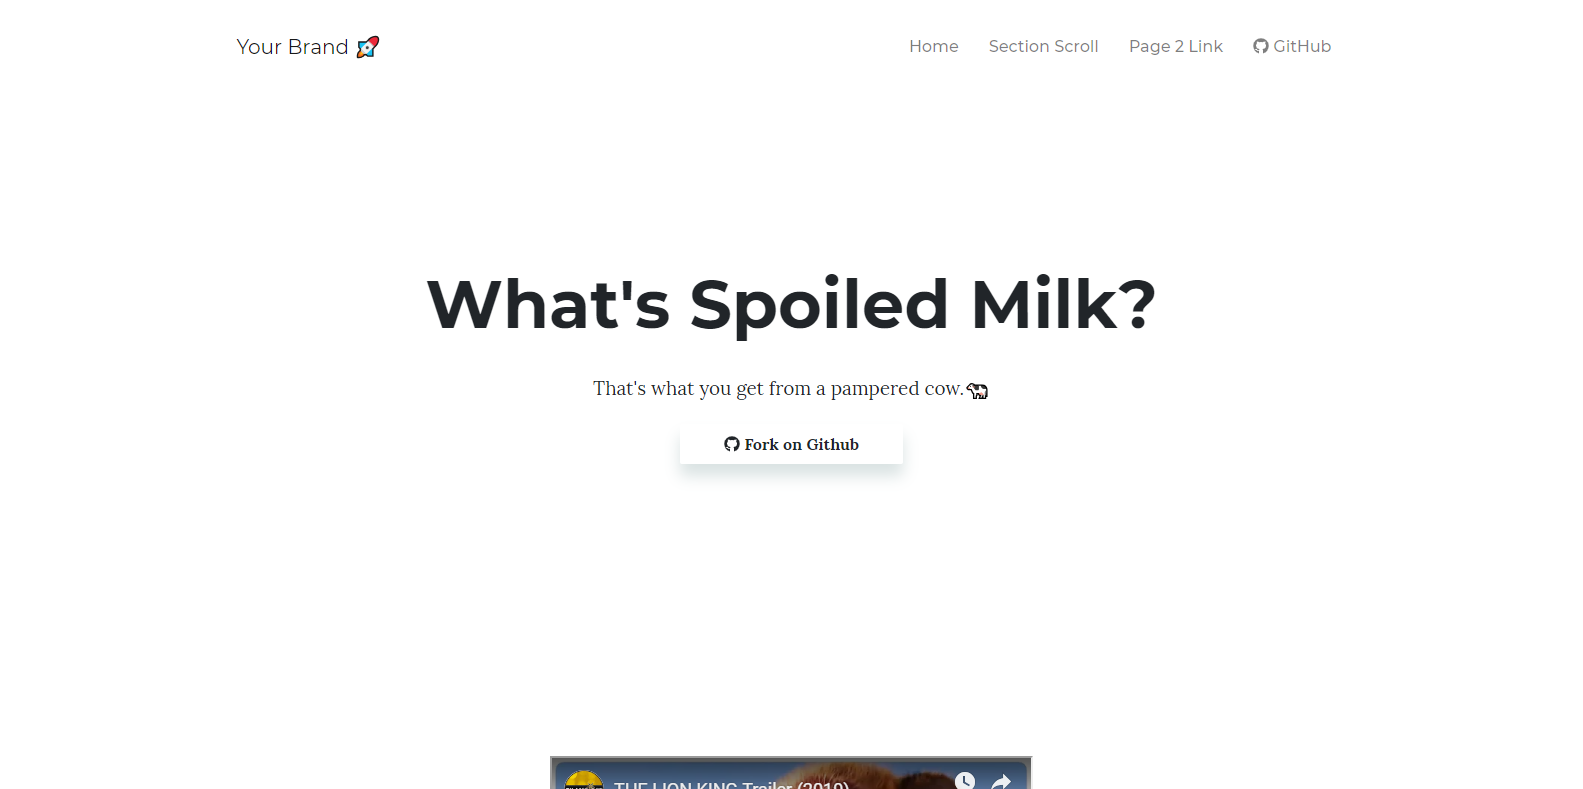 Your Brand 🚀
Home Section Scroll Page 2 Link GitHub
What's Spoiled Milk?
That's what you get from a pampered cow.🐄
Fork on Github
THE LION KING Trailer (2019)